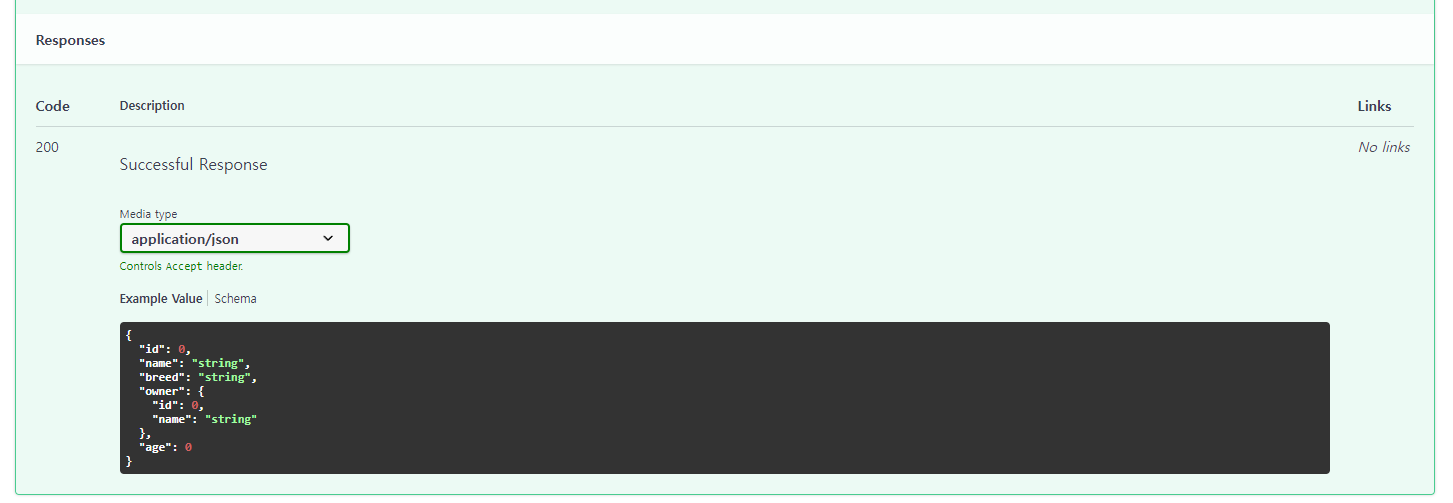 Responses
Code Description Links
200 Successful Response No links
Media type
application/json
Controls Accept header.
Example Value Schema
{
  "id": 0,
  "name": "string",
  "breed": "string",
  "owner": {
    "id": 0,
    "name": "string"
  },
  "age": 0
}